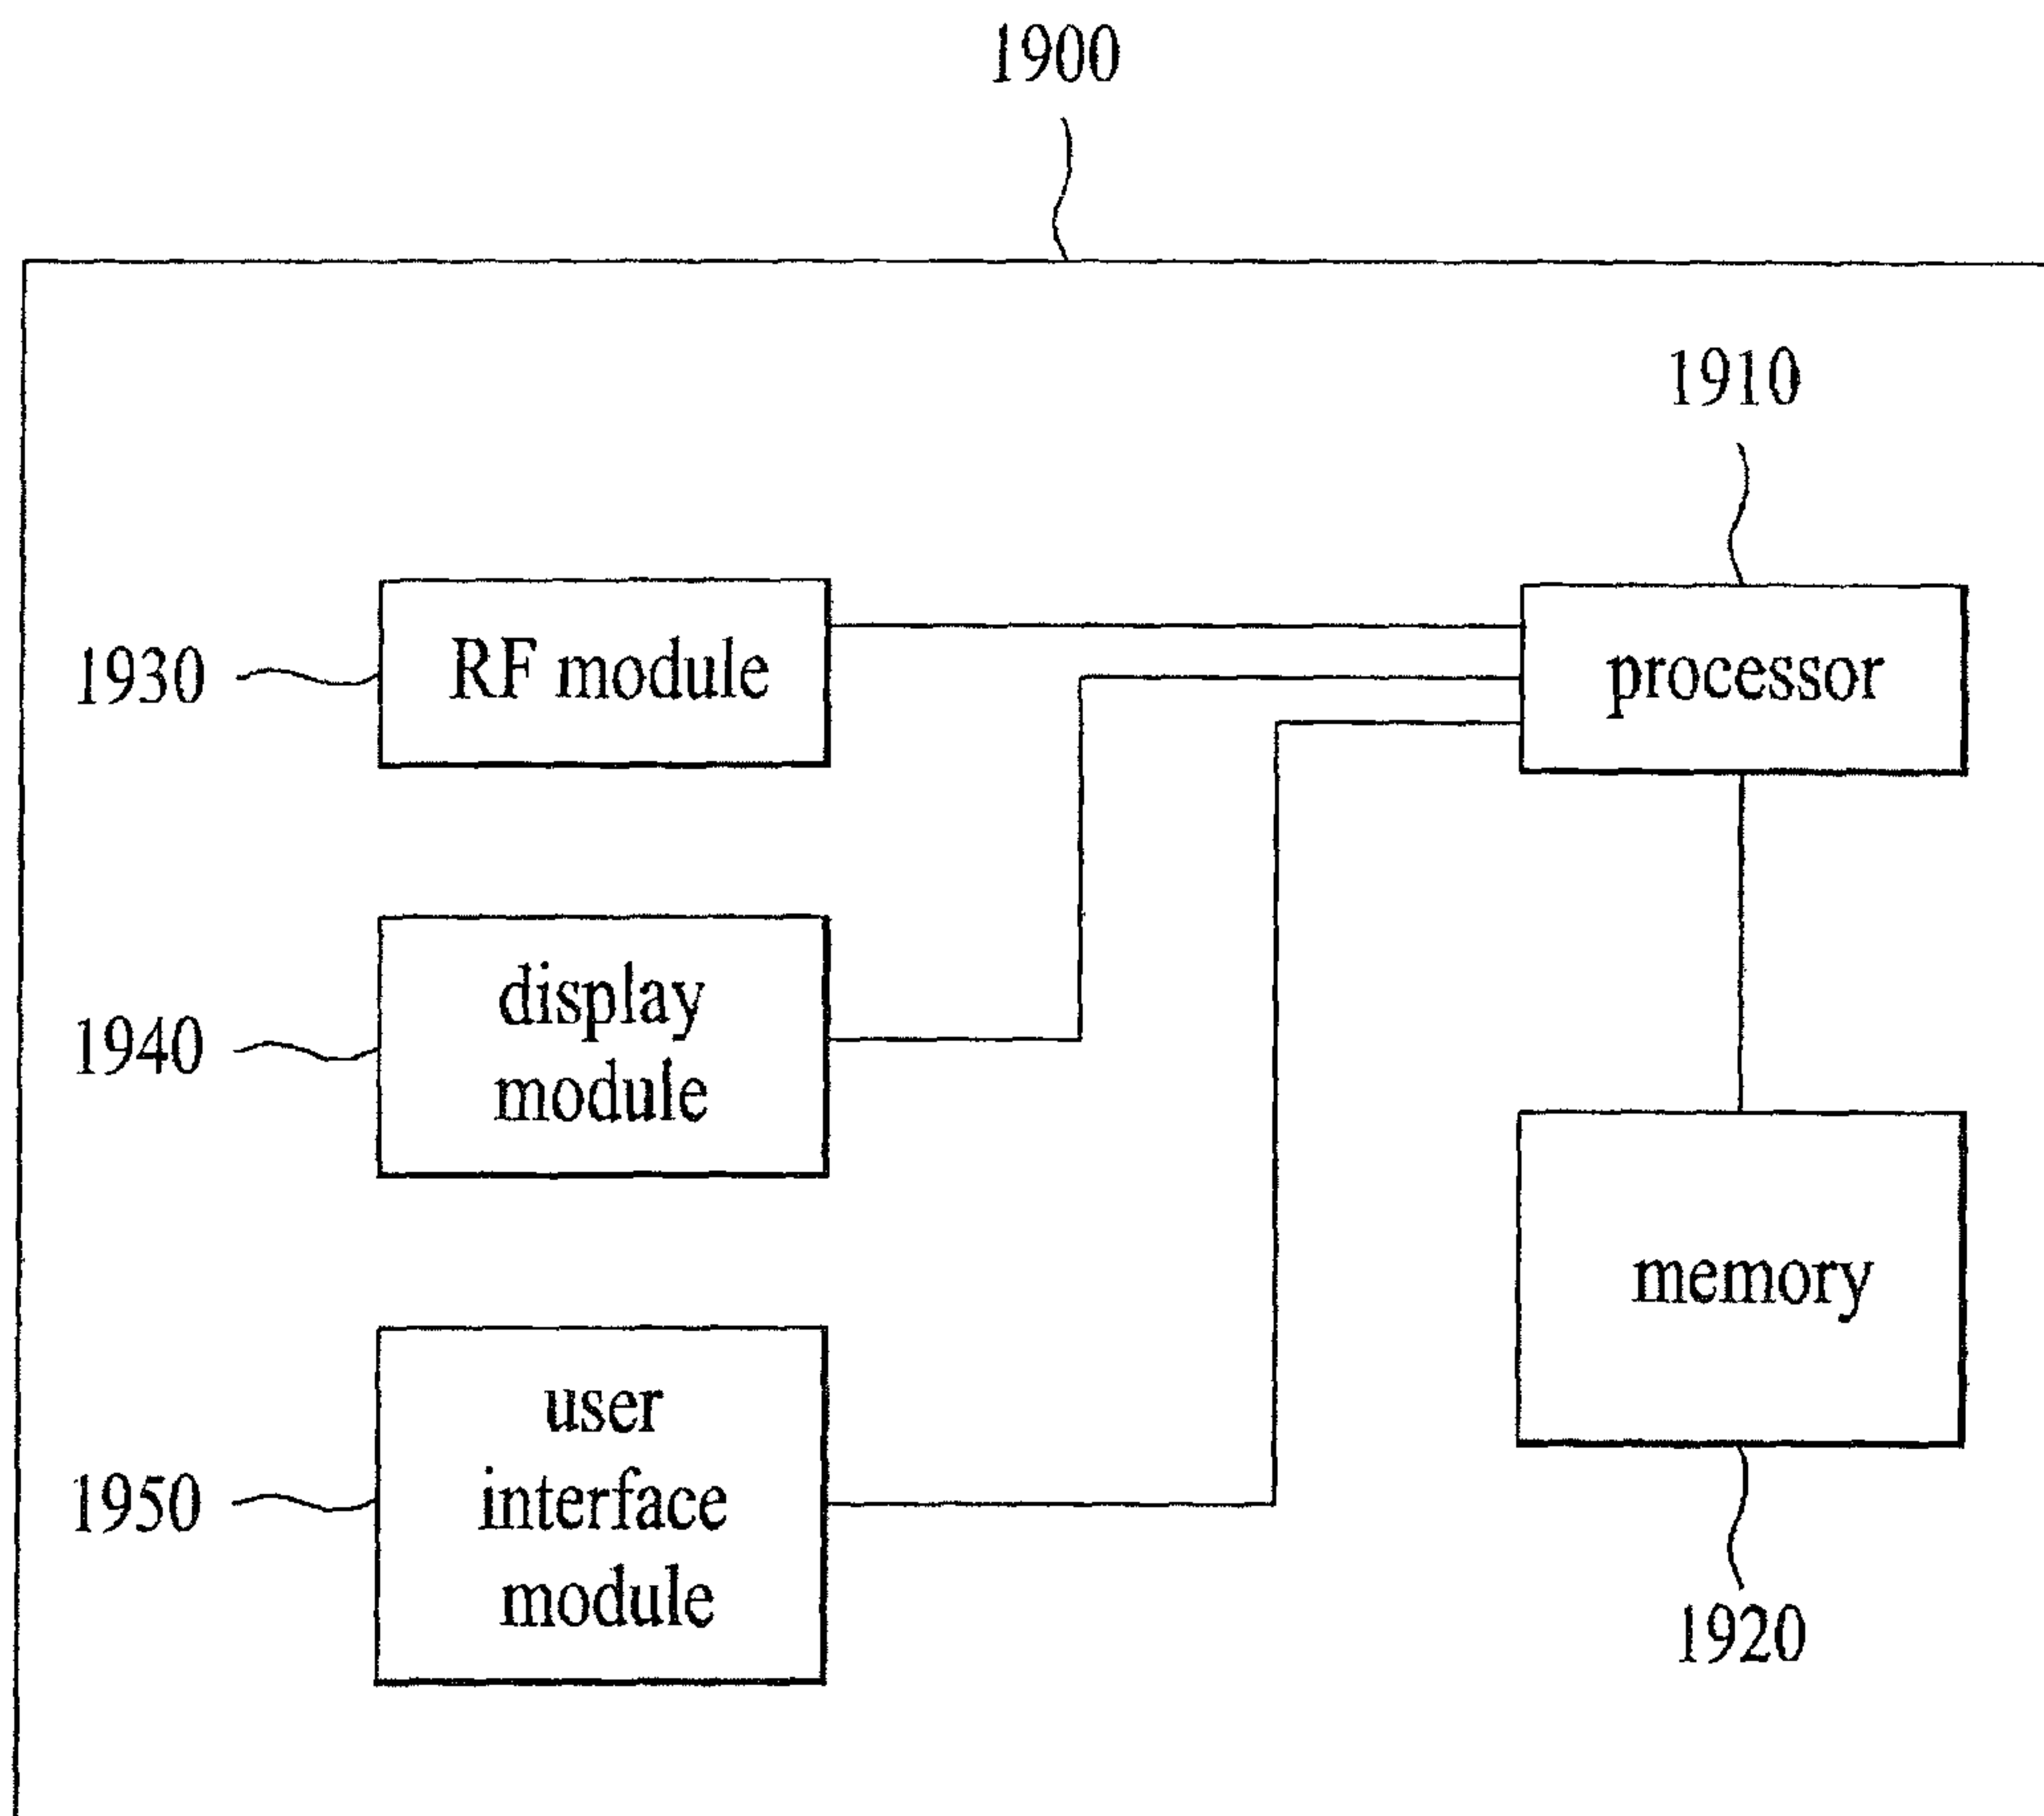 1900
1910
1930
RF module
processor
1940
display
module
memory
1950
user
interface
module
1920